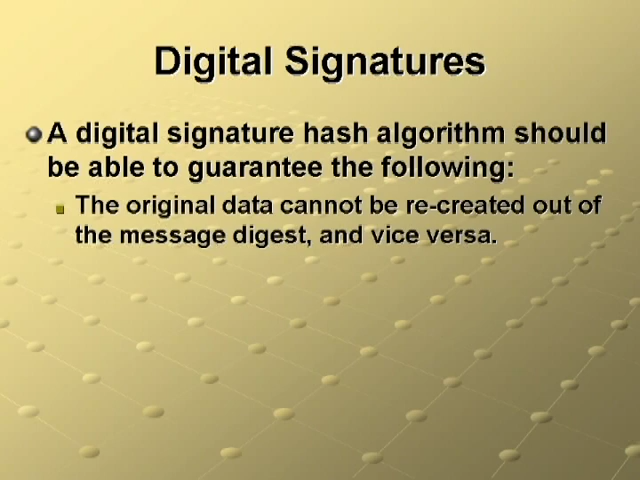 Digital Signatures
A digital signature hash algorithm should
be able to guarantee the following:
The original data cannot be re-created out of
the message digest, and vice versa.